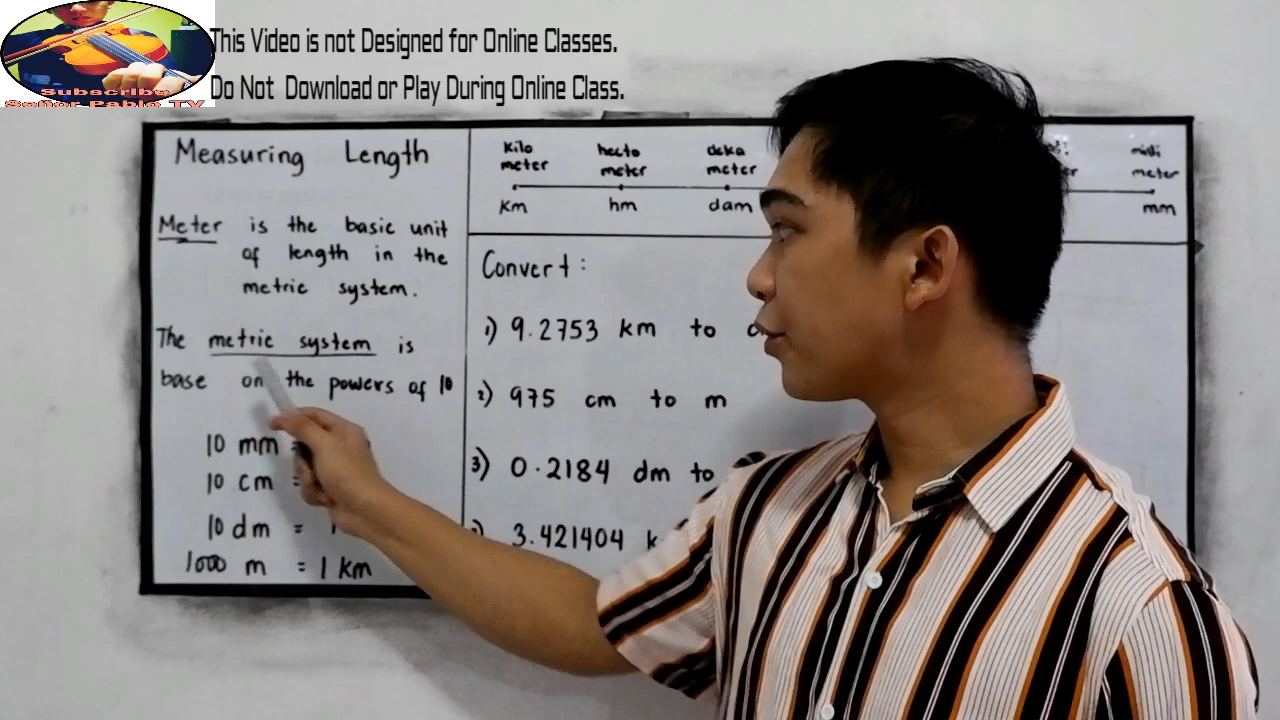 This Video is not Designed for Online Classes.
Do Not Download or Play During Online Class.
Subscribe
Señor Pablo TV
Measuring Length
Meter is the basic unit
of length in the
metric system.
The metric system is
base on the powers of 10
10 mm =
10 cm =
10 dm = 1
1000 m = 1 km
kilo
meter
hecto
meter
deka
meter
milli
meter
km
hm
dam
mm
Convert :
1) 9.2753 km to
2) 975 cm to m
3) 0.2184 dm to
3.421404 k